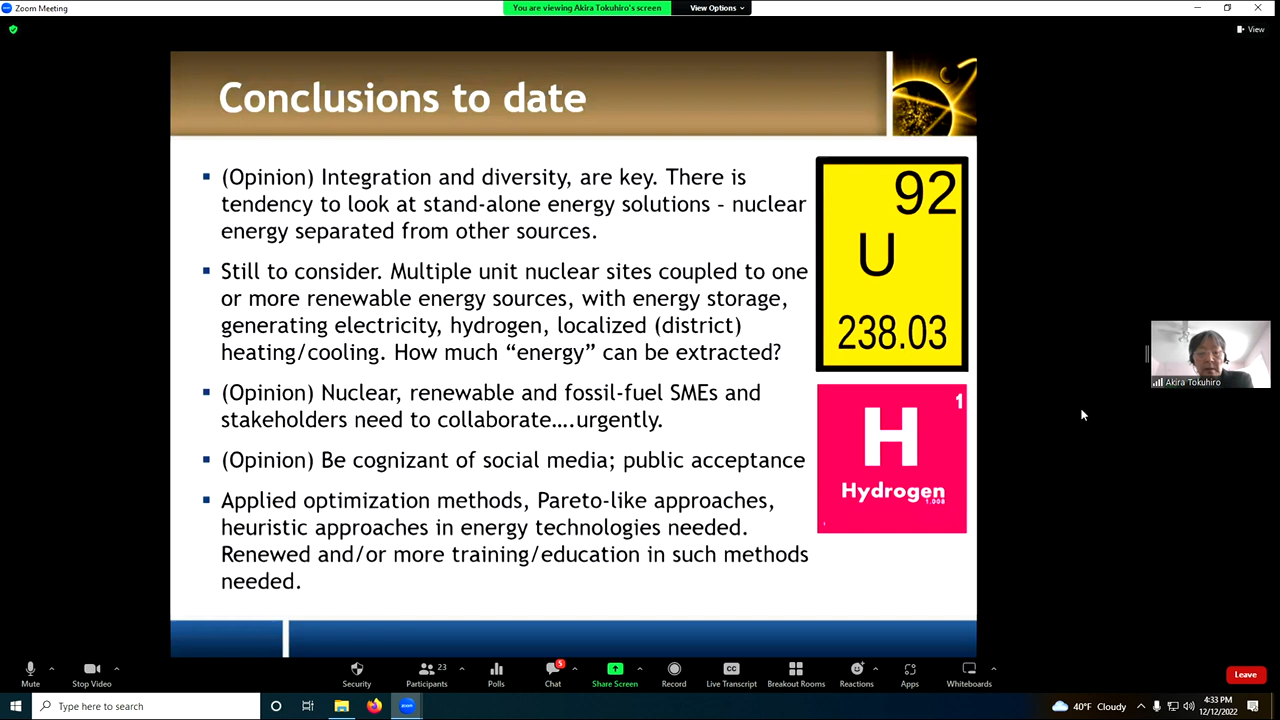 Zoom Meeting
You are viewing Akira Tokuhiro's screen
View Options
View
Conclusions to date
(Opinion) Integration and diversity, are key. There is
tendency to look at stand-alone energy solutions – nuclear
energy separated from other sources.
Still to consider. Multiple unit nuclear sites coupled to one
or more renewable energy sources, with energy storage,
generating electricity, hydrogen, localized (district)
heating/cooling. How much “energy” can be extracted?
(Opinion) Nuclear, renewable and fossil-fuel SMEs and
stakeholders need to collaborate….urgently.
(Opinion) Be cognizant of social media; public acceptance
Applied optimization methods, Pareto-like approaches,
heuristic approaches in energy technologies needed.
Renewed and/or more training/education in such methods
needed.
92
U
238.03
1
H
Hydrogen
1.008
Akira Tokuhiro
Mute
Stop Video
Security
Participants
23
Polls
Chat
5
Share Screen
Record
CC
Live Transcript
Breakout Rooms
Reactions
Apps
Whiteboards
Leave
Type here to search
zoom
40°F Cloudy
4:33 PM
12/12/2022